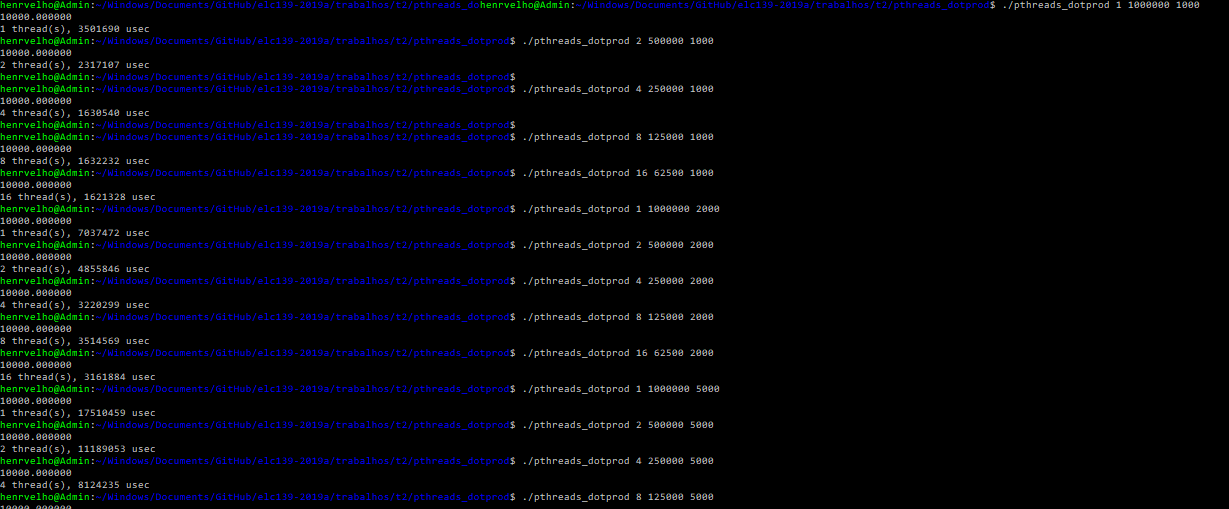 henrvelho@Admin:~/Windows/Documents/GitHub/elc139-2019a/trabalhos/t2/pthreads_dotprodhenrvelho@Admin:~/Windows/Documents/GitHub/elc139-2019a/trabalhos/t2/pthreads_dotprod$ ./pthreads_dotprod 1 1000000 1000
10000.000000
1 thread(s), 3501690 usec
henrvelho@Admin:~/Windows/Documents/GitHub/elc139-2019a/trabalhos/t2/pthreads_dotprod$ ./pthreads_dotprod 2 500000 1000
10000.000000
2 thread(s), 2317107 usec
henrvelho@Admin:~/Windows/Documents/GitHub/elc139-2019a/trabalhos/t2/pthreads_dotprod$
henrvelho@Admin:~/Windows/Documents/GitHub/elc139-2019a/trabalhos/t2/pthreads_dotprod$ ./pthreads_dotprod 4 250000 1000
10000.000000
4 thread(s), 1630540 usec
henrvelho@Admin:~/Windows/Documents/GitHub/elc139-2019a/trabalhos/t2/pthreads_dotprod$
henrvelho@Admin:~/Windows/Documents/GitHub/elc139-2019a/trabalhos/t2/pthreads_dotprod$ ./pthreads_dotprod 8 125000 1000
10000.000000
8 thread(s), 1632232 usec
henrvelho@Admin:~/Windows/Documents/GitHub/elc139-2019a/trabalhos/t2/pthreads_dotprod$ ./pthreads_dotprod 16 62500 1000
10000.000000
16 thread(s), 1621328 usec
henrvelho@Admin:~/Windows/Documents/GitHub/elc139-2019a/trabalhos/t2/pthreads_dotprod$ ./pthreads_dotprod 1 1000000 2000
10000.000000
1 thread(s), 7037472 usec
henrvelho@Admin:~/Windows/Documents/GitHub/elc139-2019a/trabalhos/t2/pthreads_dotprod$ ./pthreads_dotprod 2 500000 2000
10000.000000
2 thread(s), 4855846 usec
henrvelho@Admin:~/Windows/Documents/GitHub/elc139-2019a/trabalhos/t2/pthreads_dotprod$ ./pthreads_dotprod 4 250000 2000
10000.000000
4 thread(s), 3220299 usec
henrvelho@Admin:~/Windows/Documents/GitHub/elc139-2019a/trabalhos/t2/pthreads_dotprod$ ./pthreads_dotprod 8 125000 2000
10000.000000
8 thread(s), 3514569 usec
henrvelho@Admin:~/Windows/Documents/GitHub/elc139-2019a/trabalhos/t2/pthreads_dotprod$ ./pthreads_dotprod 16 62500 2000
10000.000000
16 thread(s), 3161884 usec
henrvelho@Admin:~/Windows/Documents/GitHub/elc139-2019a/trabalhos/t2/pthreads_dotprod$ ./pthreads_dotprod 1 1000000 5000
10000.000000
1 thread(s), 17510459 usec
henrvelho@Admin:~/Windows/Documents/GitHub/elc139-2019a/trabalhos/t2/pthreads_dotprod$ ./pthreads_dotprod 2 500000 5000
10000.000000
2 thread(s), 11189053 usec
henrvelho@Admin:~/Windows/Documents/GitHub/elc139-2019a/trabalhos/t2/pthreads_dotprod$ ./pthreads_dotprod 4 250000 5000
10000.000000
4 thread(s), 8124235 usec
henrvelho@Admin:~/Windows/Documents/GitHub/elc139-2019a/trabalhos/t2/pthreads_dotprod$ ./pthreads_dotprod 8 125000 5000
10000.000000